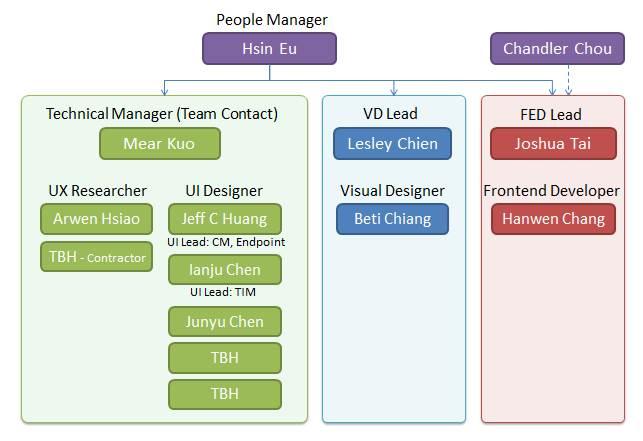 People Manager
Hsin Eu
Chandler Chou
Technical Manager (Team Contact)
Mear Kuo
UX Researcher
Arwen Hsiao
TBH - Contractor
UI Designer
Jeff C Huang
UI Lead: CM, Endpoint
Ianju Chen
UI Lead: TIM
Junyu Chen
TBH
TBH
VD Lead
Lesley Chien
Visual Designer
Beti Chiang
FED Lead
Joshua Tai
Frontend Developer
Hanwen Chang